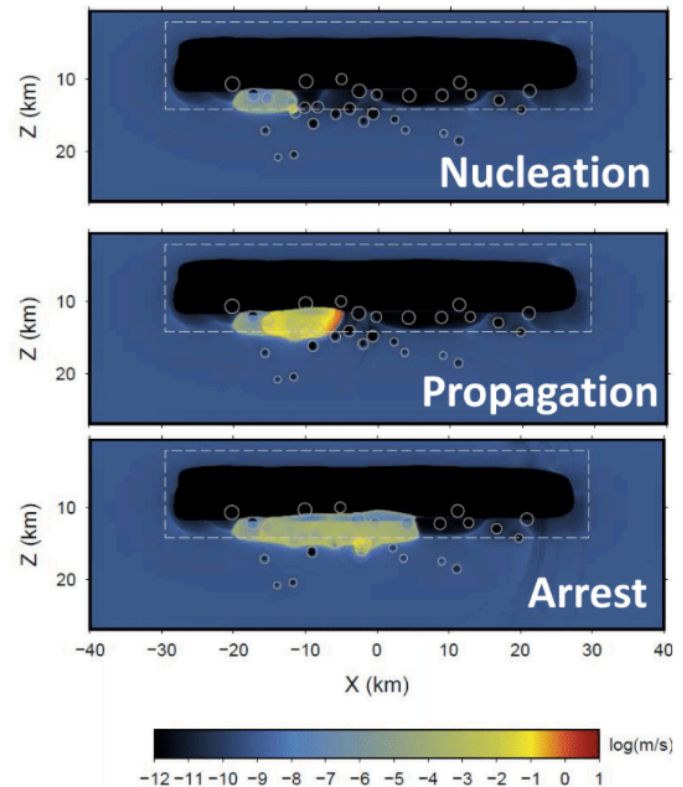 Z (km)
10
20
Nucleation
Z (km)
10
20
Propagation
Z (km)
10
20
Arrest
−40 −30 −20 −10 0 10 20 30 40
X (km)
log(m/s)
−12 −11 −10 −9 −8 −7 −6 −5 −4 −3 −2 −1 0 1